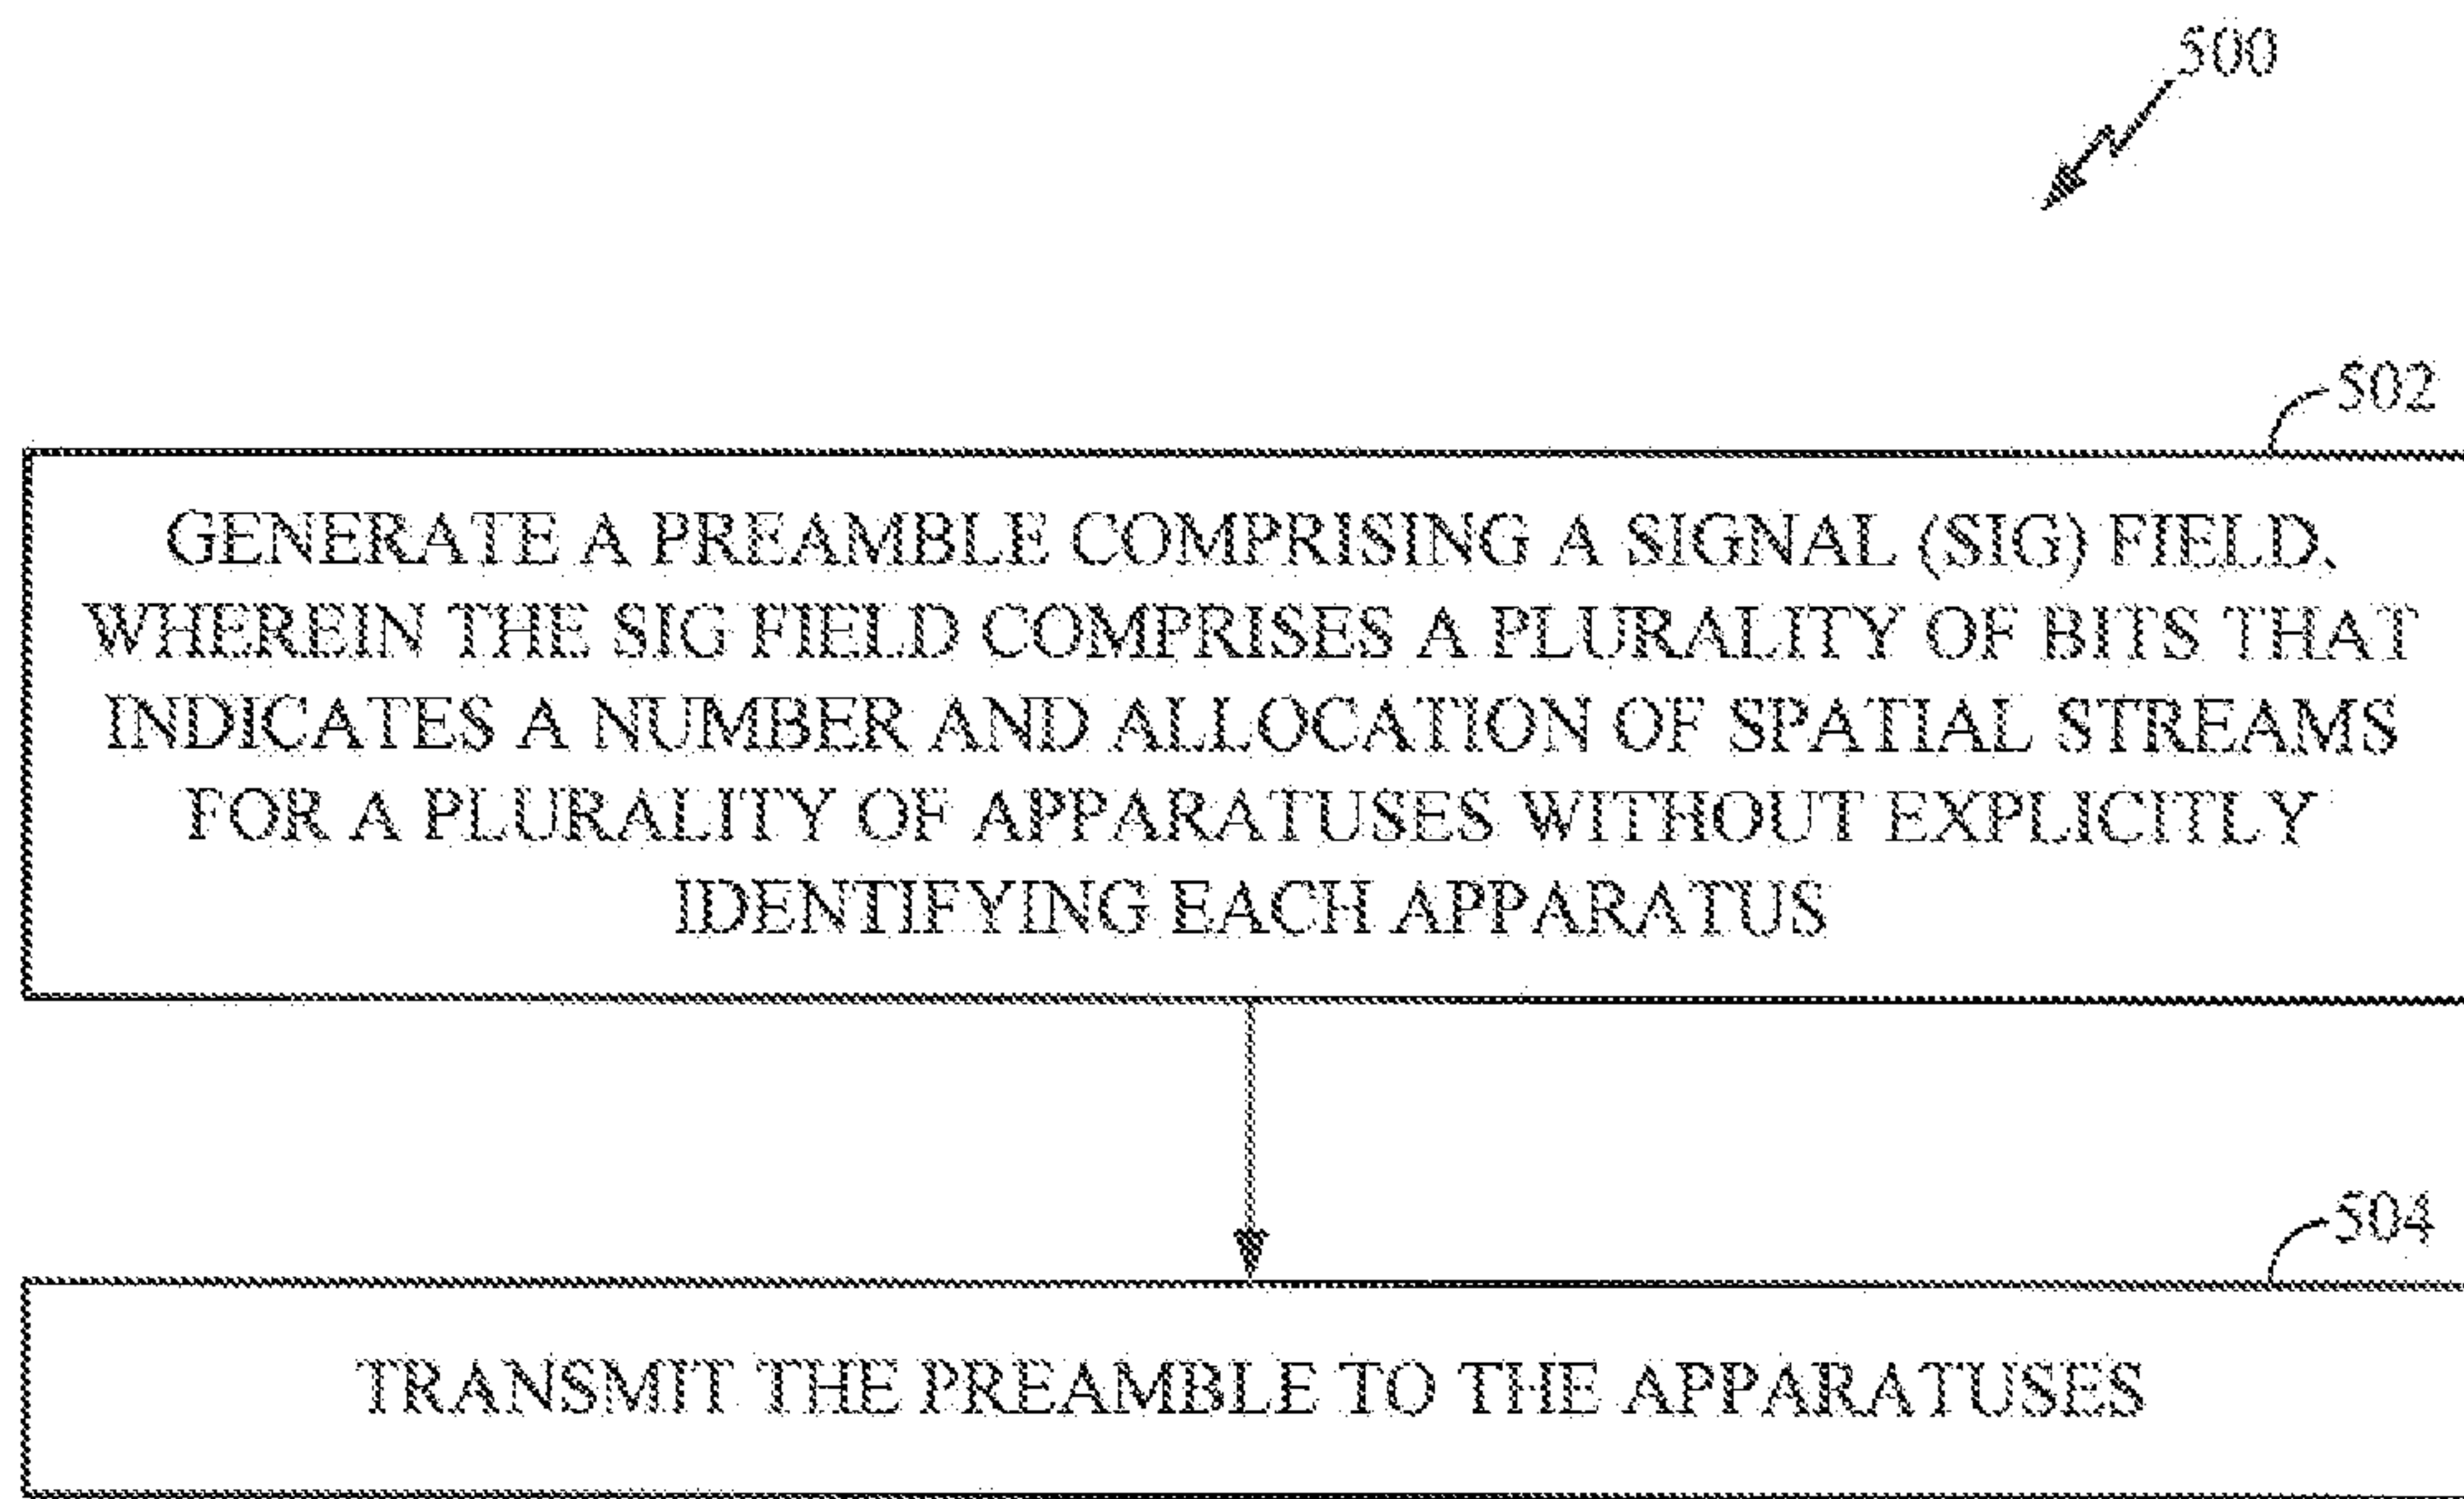 500
502
GENERATE A PREAMBLE COMPRISING A SIGNAL (SIG) FIELD,
WHEREIN THE SIG FIELD COMPRISES A PLURALITY OF BITS THAT
INDICATES A NUMBER AND ALLOCATION OF SPATIAL STREAMS
FOR A PLURALITY OF APPARATUSES WITHOUT EXPLICITLY
IDENTIFYING EACH APPARATUS
504
TRANSMIT THE PREAMBLE TO THE APPARATUSES